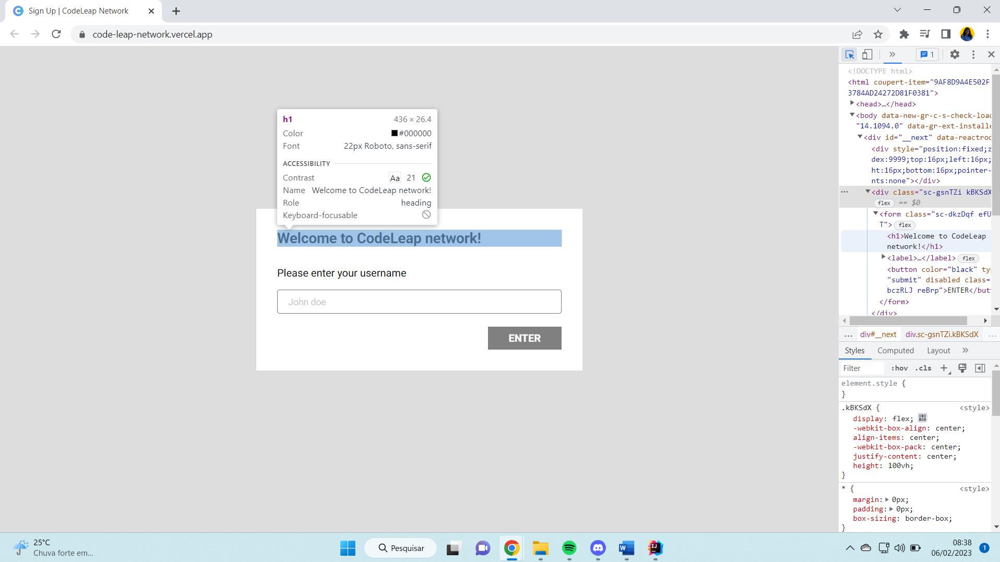 Sign Up | CodeLeap Network
code-leap-network.vercel.app
1
<!DOCTYPE html>
<html coupert-item="9AF8D9A4E502F
3784AD24272D81F0381">
<head>…</head>
<body data-new-gr-c-s-check-load
"14.1094.0" data-gr-ext-installe
<div id="__next" data-reactroo
<div style="position:fixed;z
dex:9999;top:16px;left:16px;
ht:16px;bottom:16px;pointer-
nts:none"></div>
<div class="sc-gsnTZi kBKSdX
flex == $0
<form class="sc-dkzDqf efU
T"> flex
<h1>Welcome to CodeLeap
network!</h1>
<label>…</label> flex
<button color="black" ty
"submit" disabled class=
bczRLJ reBrp">ENTER</but
</form>
</div>
... div#__next div.sc-gsnTZi.kBKSdX ...
Styles Computed Layout
Filter :hov .cls
element.style {
}
.kBKSdX { <style>
display: flex;
-webkit-box-align: center;
align-items: center;
-webkit-box-pack: center;
justify-content: center;
height: 100vh;
}
* { <style>
margin: 0px;
padding: 0px;
box-sizing: border-box;
}
h1 436 × 26.4
Color #000000
Font 22px Roboto, sans-serif
ACCESSIBILITY
Contrast Aa 21
Name Welcome to CodeLeap network!
Role heading
Keyboard-focusable
Welcome to CodeLeap network!
Please enter your username
John doe
ENTER
25°C
Chuva forte em...
Pesquisar
08:38
06/02/2023
1